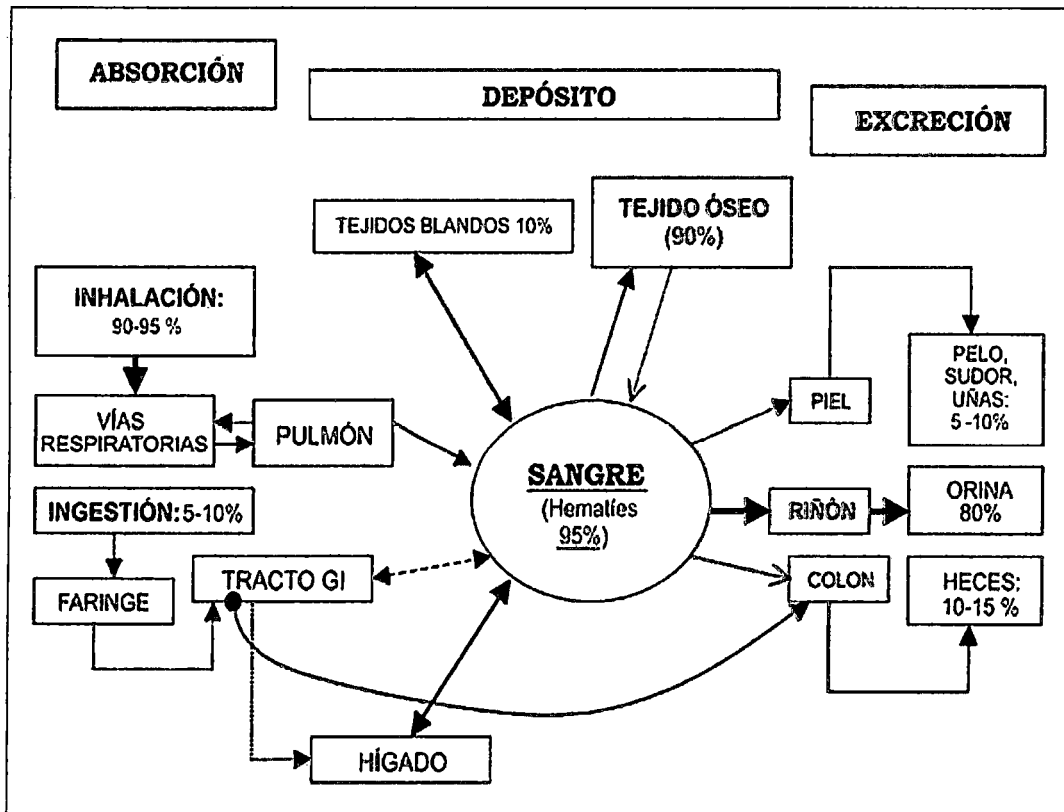 ABSORCIÓN
DEPÓSITO
EXCRECIÓN
TEJIDOS BLANDOS 10%
TEJIDO ÓSEO
(90%)
INHALACIÓN:
90-95 %
VÍAS
RESPIRATORIAS
PULMÓN
INGESTIÓN: 5-10%
FARINGE
TRACTO GI
HÍGADO
SANGRE
(Hematíes
95%)
PIEL
PELO,
SUDOR,
UÑAS:
5 -10%
RIÑÓN
ORINA
80%
COLON
HECES:
10-15 %